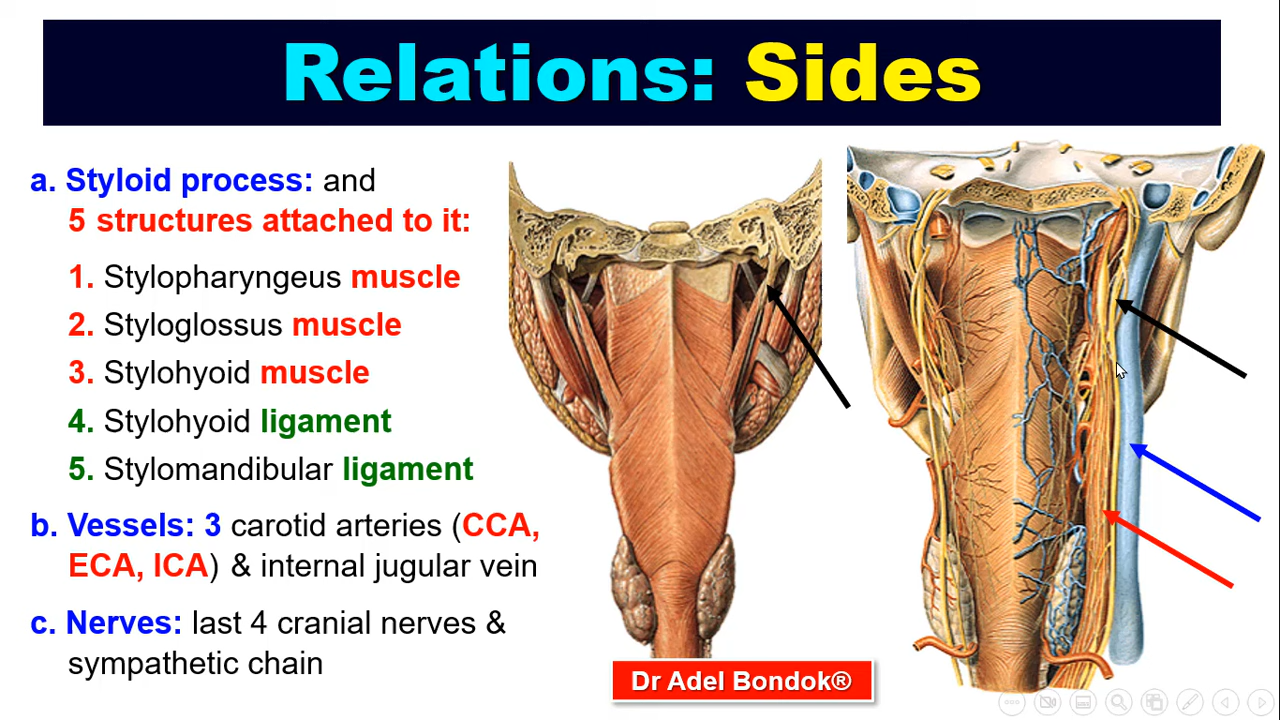 Relations: Sides
a. Styloid process: and
5 structures attached to it:
1. Stylopharyngeus muscle
2. Styloglossus muscle
3. Stylohyoid muscle
4. Stylohyoid ligament
5. Stylomandibular ligament
b. Vessels: 3 carotid arteries (CCA,
ECA, ICA) & internal jugular vein
c. Nerves: last 4 cranial nerves &
sympathetic chain
Dr Adel Bondok®